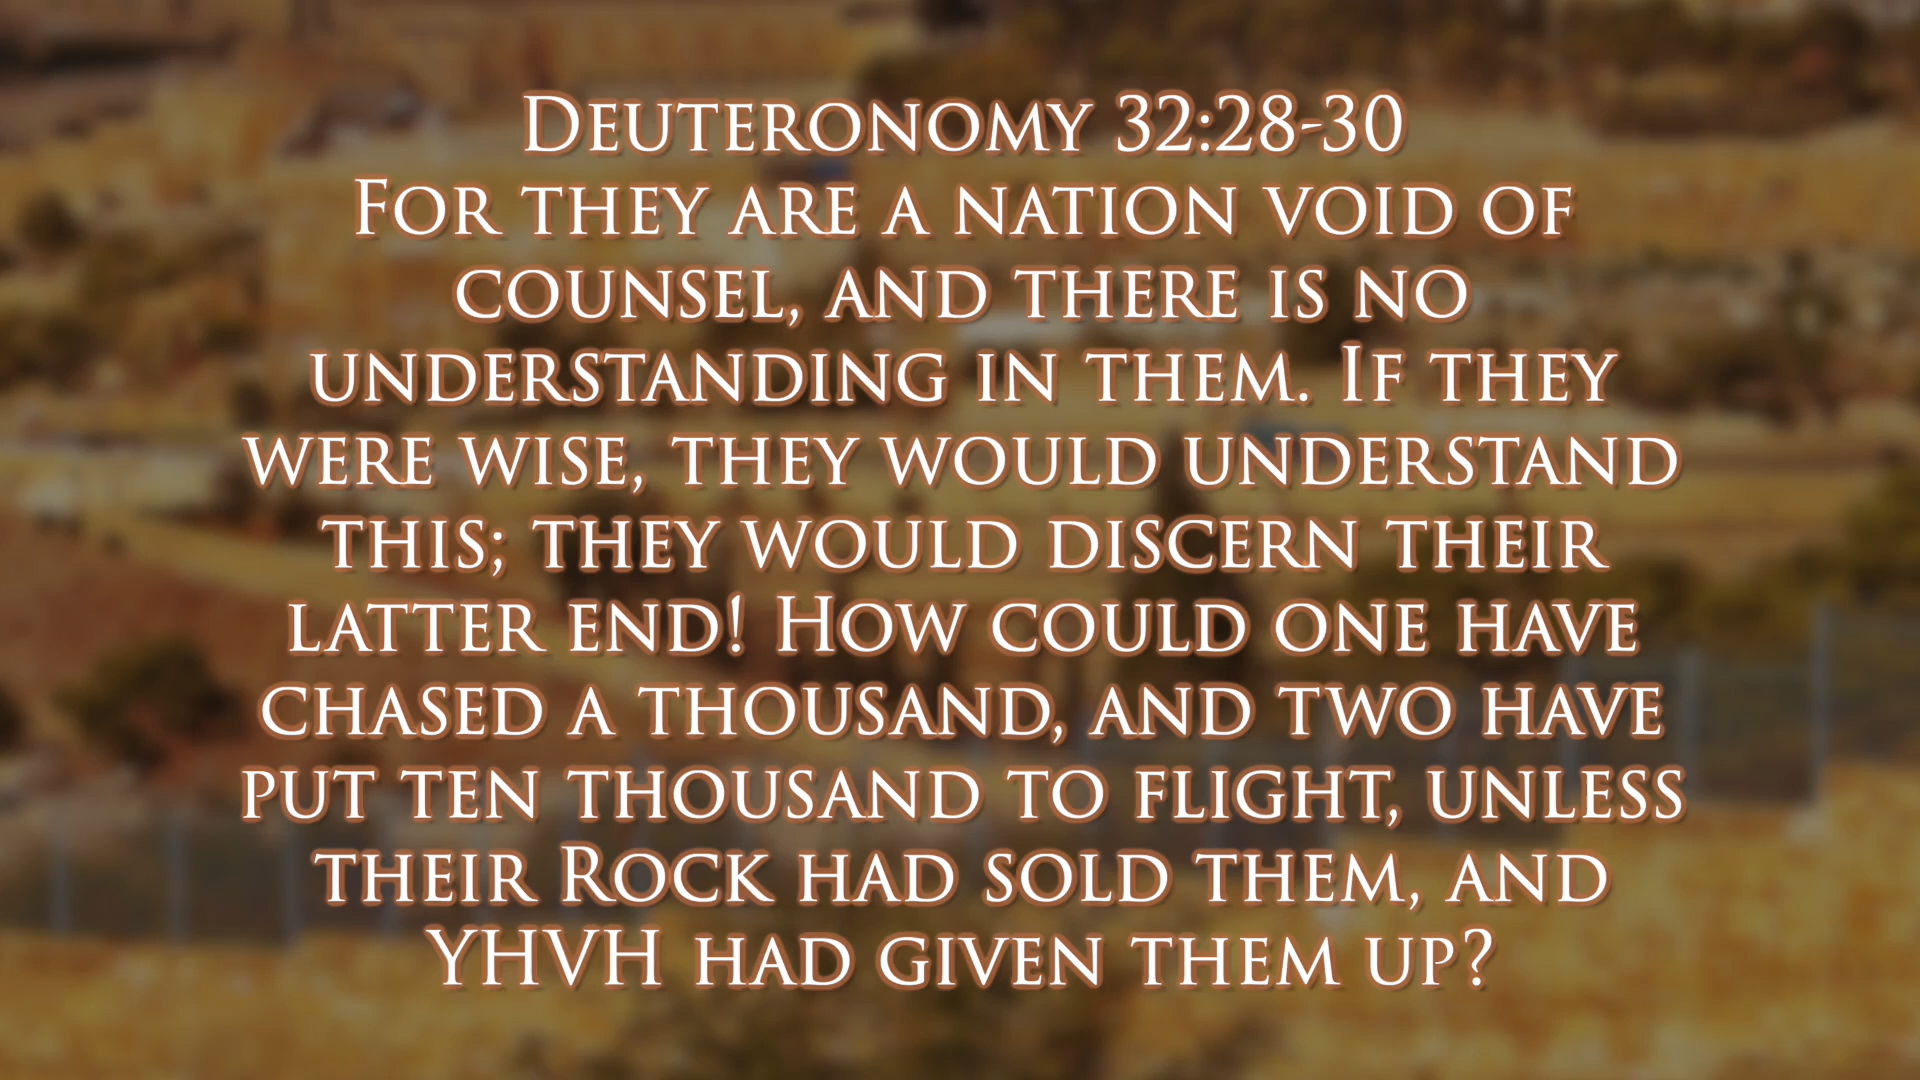 Deuteronomy 32:28-30
For they are a nation void of
counsel, and there is no
understanding in them. If they
were wise, they would understand
this; they would discern their
latter end! How could one have
chased a thousand, and two have
put ten thousand to flight, unless
their Rock had sold them, and
YHVH had given them up?